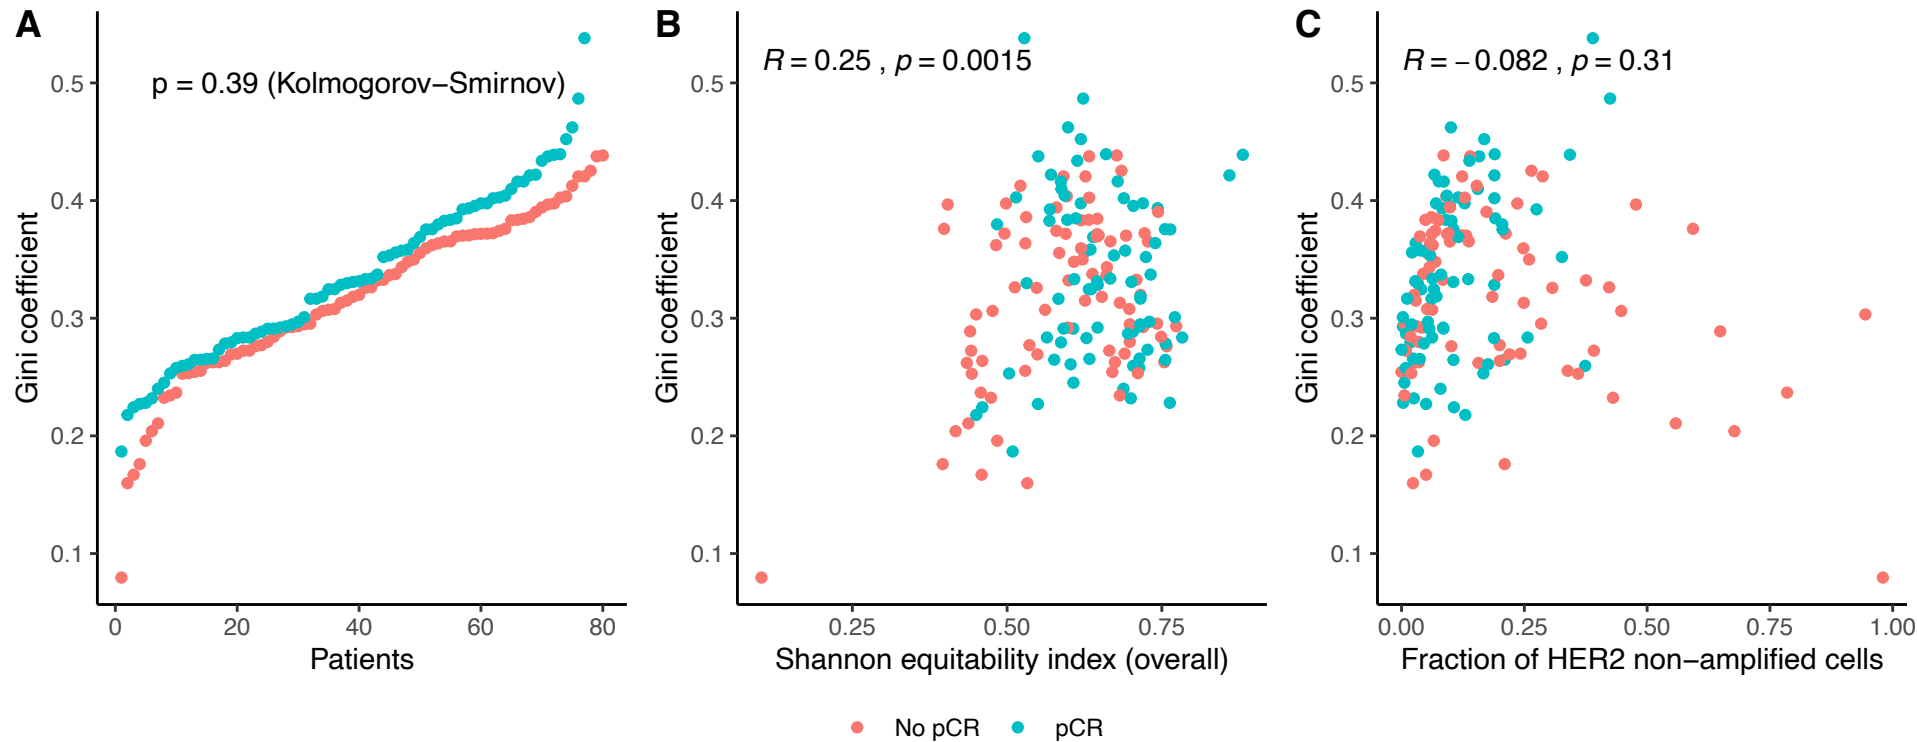 A
p = 0.39 (Kolmogorov−Smirnov)
Gini coefficient
0.5
0.4
0.3
0.2
0.1
0 20 40 60 80
Patients
B
R = 0.25 , p = 0.0015
Gini coefficient
0.5
0.4
0.3
0.2
0.1
0.25 0.50 0.75
Shannon equitability index (overall)
C
R = −0.082 , p = 0.31
Gini coefficient
0.5
0.4
0.3
0.2
0.1
0.00 0.25 0.50 0.75 1.00
Fraction of HER2 non−amplified cells
No pCR pCR